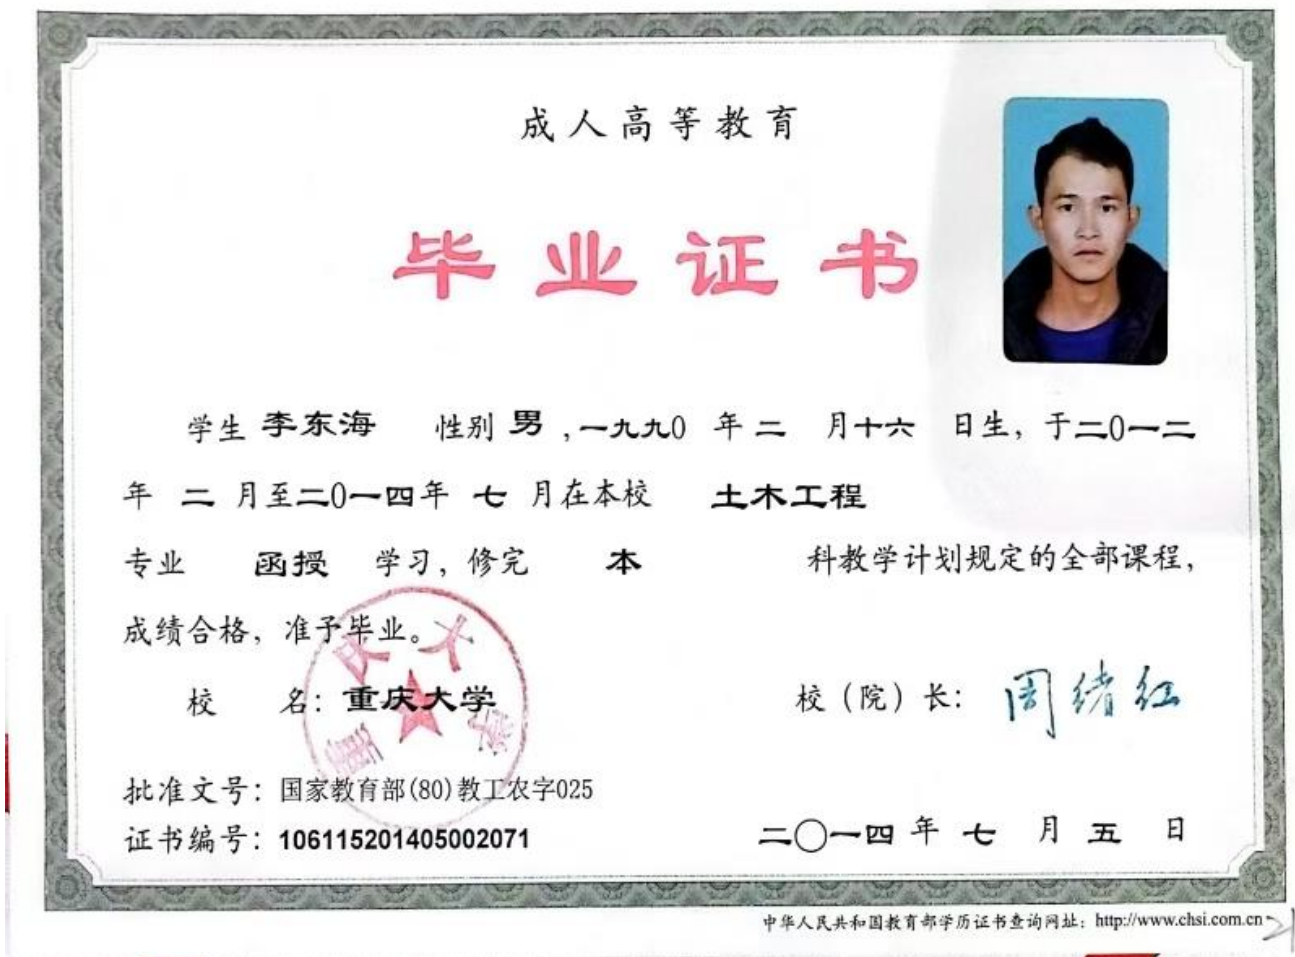 成人高等教育
毕业证书
学生 李东海 性别 男 ,一九九0 年 二 月十六 日生，于二0一二
年 二 月至二0一四年 七 月在本校 土木工程
专业 函授 学习，修完 本 科教学计划规定的全部课程，
成绩合格，准予毕业。
重庆大学
校 名：重庆大学
校（院）长：周绪红
批准文号：国家教育部(80)教工农字025
证书编号：106115201405002071
二〇一四 年 七 月 五 日
中华人民共和国教育部学历证书查询网址：http://www.chsi.com.cn